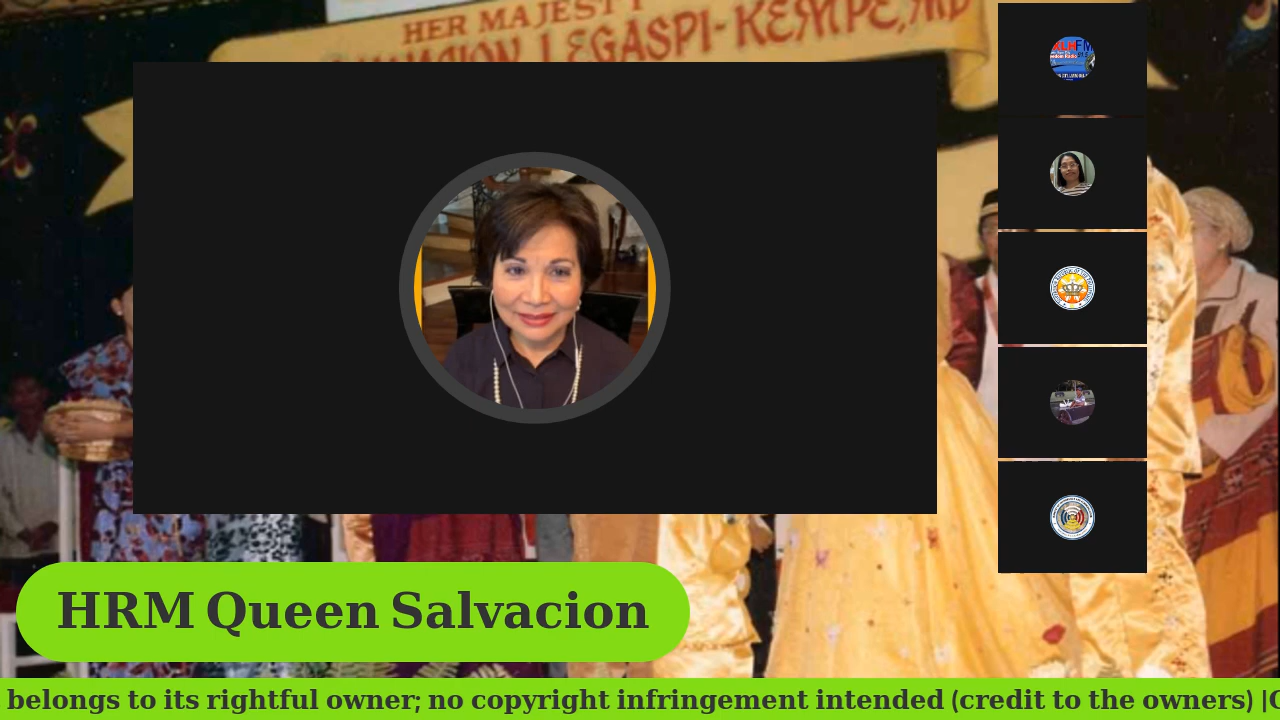 HER MAJESTY
LEGASPI-KEMPE, MD
XLHFM
HRM Queen Salvacion
belongs to its rightful owner; no copyright infringement intended (credit to the owners) |